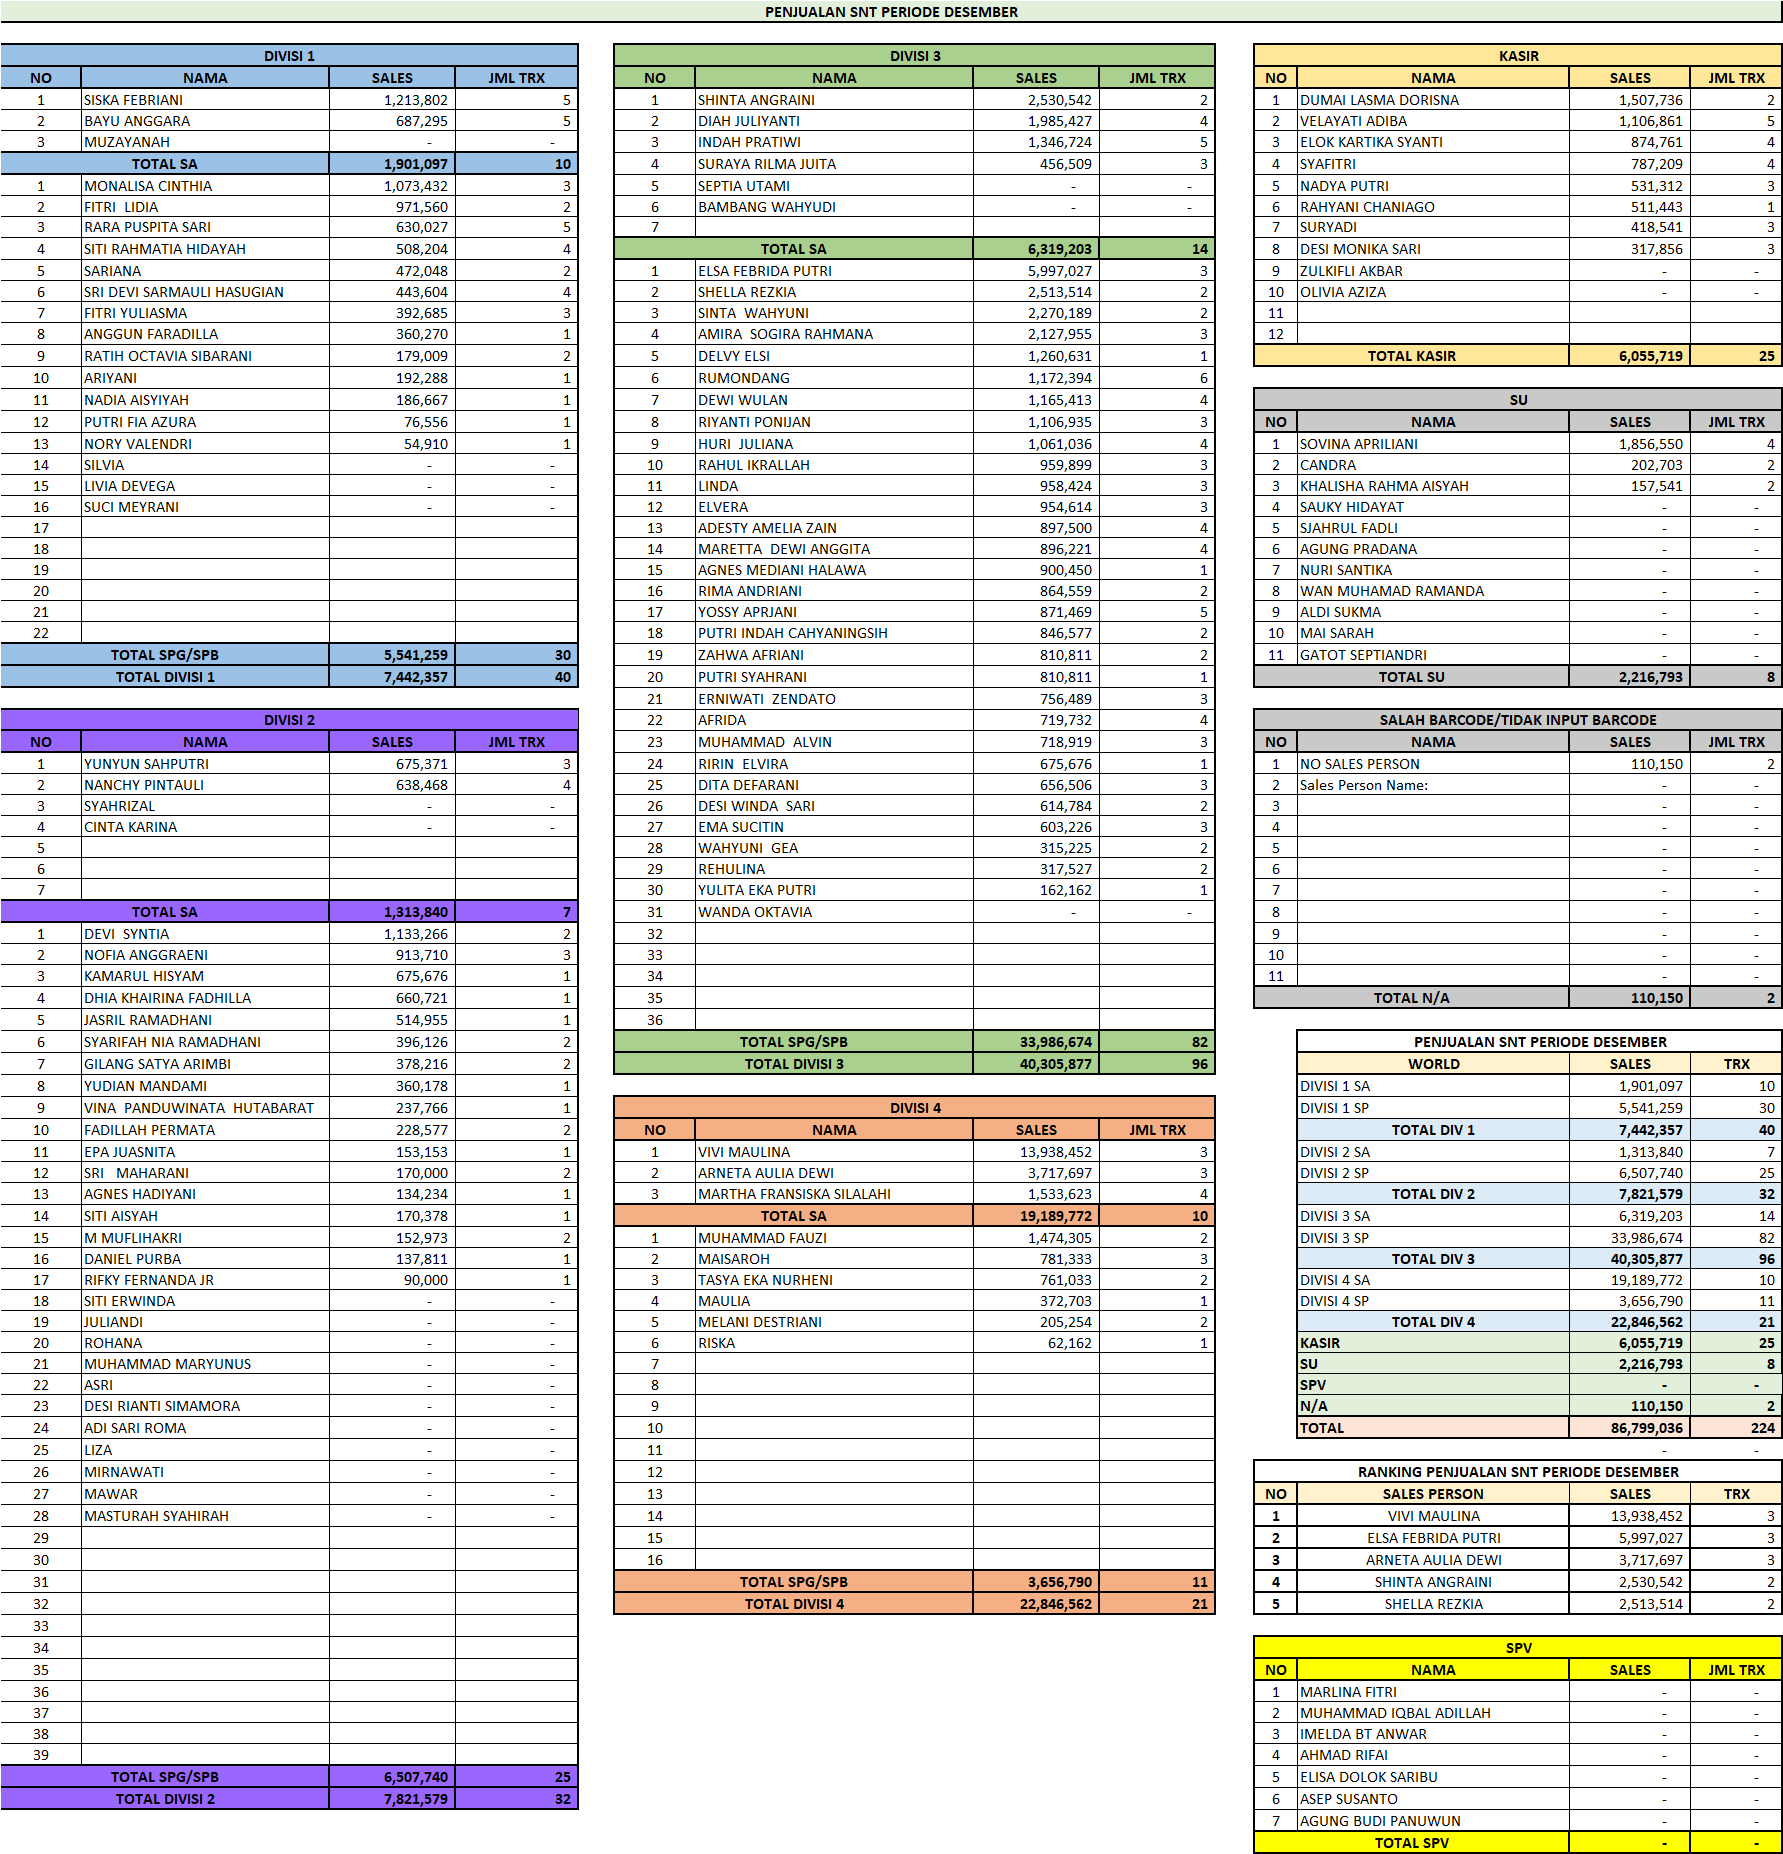 PENJUALAN SNT PERIODE DESEMBER
DIVISI 1
NO NAMA SALES JML TRX
1 SISKA FEBRIANI 1,213,802 5
2 BAYU ANGGARA 687,295 5
3 MUZAYANAH - -
TOTAL SA 1,901,097 10
1 MONALISA CINTHIA 1,073,432 3
2 FITRI LIDIA 971,560 2
3 RARA PUSPITA SARI 630,027 5
4 SITI RAHMATIA HIDAYAH 508,204 4
5 SARIANA 472,048 2
6 SRI DEVI SARMAULI HASUGIAN 443,604 4
7 FITRI YULIASMA 392,685 3
8 ANGGUN FARADILLA 360,270 1
9 RATIH OCTAVIA SIBARANI 179,009 2
10 ARIYANI 192,288 1
11 NADIA AISYIYAH 186,667 1
12 PUTRI FIA AZURA 76,556 1
13 NORY VALENDRI 54,910 1
14 SILVIA - -
15 LIVIA DEVEGA - -
16 SUCI MEYRANI - -
17
18
19
20
21
22
TOTAL SPG/SPB 5,541,259 30
TOTAL DIVISI 1 7,442,357 40
DIVISI 2
NO NAMA SALES JML TRX
1 YUNYUN SAHPUTRI 675,371 3
2 NANCHY PINTAULI 638,468 4
3 SYAHRIZAL - -
4 CINTA KARINA - -
5
6
7
TOTAL SA 1,313,840 7
1 DEVI SYNTIA 1,133,266 2
2 NOFIA ANGGRAENI 913,710 3
3 KAMARUL HISYAM 675,676 1
4 DHIA KHAIRINA FADHILLA 660,721 1
5 JASRIL RAMADHANI 514,955 1
6 SYARIFAH NIA RAMADHANI 396,126 2
7 GILANG SATYA ARIMBI 378,216 2
8 YUDIAN MANDAMI 360,178 1
9 VINA PANDUWINATA HUTABARAT 237,766 1
10 FADILLAH PERMATA 228,577 2
11 EPA JUASNITA 153,153 1
12 SRI MAHARANI 170,000 2
13 AGNES HADIYANI 134,234 1
14 SITI AISYAH 170,378 1
15 M MUFLIHAKRI 152,973 2
16 DANIEL PURBA 137,811 1
17 RIFKY FERNANDA JR 90,000 1
18 SITI ERWINDA - -
19 JULIANDI - -
20 ROHANA - -
21 MUHAMMAD MARYUNUS - -
22 ASRI - -
23 DESI RIANTI SIMAMORA - -
24 ADI SARI ROMA - -
25 LIZA - -
26 MIRNAWATI - -
27 MAWAR - -
28 MASTURAH SYAHIRAH - -
29
30
31
32
33
34
35
36
37
38
39
TOTAL SPG/SPB 6,507,740 25
TOTAL DIVISI 2 7,821,579 32
DIVISI 3
NO NAMA SALES JML TRX
1 SHINTA ANGRAINI 2,530,542 2
2 DIAH JULIYANTI 1,985,427 4
3 INDAH PRATIWI 1,346,724 5
4 SURAYA RILMA JUITA 456,509 3
5 SEPTIA UTAMI - -
6 BAMBANG WAHYUDI - -
7
TOTAL SA 6,319,203 14
1 ELSA FEBRIDA PUTRI 5,997,027 3
2 SHELLA REZKIA 2,513,514 2
3 SINTA WAHYUNI 2,270,189 2
4 AMIRA SOGIRA RAHMANA 2,127,955 3
5 DELVY ELSI 1,260,631 1
6 RUMONDANG 1,172,394 6
7 DEWI WULAN 1,165,413 4
8 RIYANTI PONIJAN 1,106,935 3
9 HURI JULIANA 1,061,036 4
10 RAHUL IKRALLAH 959,899 3
11 LINDA 958,424 3
12 ELVERA 954,614 3
13 ADESTY AMELIA ZAIN 897,500 4
14 MARETTA DEWI ANGGITA 896,221 4
15 AGNES MEDIANI HALAWA 900,450 1
16 RIMA ANDRIANI 864,559 2
17 YOSSY APRJANI 871,469 5
18 PUTRI INDAH CAHYANINGSIH 846,577 2
19 ZAHWA AFRIANI 810,811 2
20 PUTRI SYAHRANI 810,811 1
21 ERNIWATI ZENDATO 756,489 3
22 AFRIDA 719,732 4
23 MUHAMMAD ALVIN 718,919 3
24 RIRIN ELVIRA 675,676 1
25 DITA DEFARANI 656,506 3
26 DESI WINDA SARI 614,784 2
27 EMA SUCITIN 603,226 3
28 WAHYUNI GEA 315,225 2
29 REHULINA 317,527 2
30 YULITA EKA PUTRI 162,162 1
31 WANDA OKTAVIA - -
32
33
34
35
36
TOTAL SPG/SPB 33,986,674 82
TOTAL DIVISI 3 40,305,877 96
DIVISI 4
NO NAMA SALES JML TRX
1 VIVI MAULINA 13,938,452 3
2 ARNETA AULIA DEWI 3,717,697 3
3 MARTHA FRANSISKA SILALAHI 1,533,623 4
TOTAL SA 19,189,772 10
1 MUHAMMAD FAUZI 1,474,305 2
2 MAISAROH 781,333 3
3 TASYA EKA NURHENI 761,033 2
4 MAULIA 372,703 1
5 MELANI DESTRIANI 205,254 2
6 RISKA 62,162 1
7
8
9
10
11
12
13
14
15
16
TOTAL SPG/SPB 3,656,790 11
TOTAL DIVISI 4 22,846,562 21
KASIR
NO NAMA SALES JML TRX
1 DUMAI LASMA DORISNA 1,507,736 2
2 VELAYATI ADIBA 1,106,861 5
3 ELOK KARTIKA SYANTI 874,761 4
4 SYAFITRI 787,209 4
5 NADYA PUTRI 531,312 3
6 RAHYANI CHANIAGO 511,443 1
7 SURYADI 418,541 3
8 DESI MONIKA SARI 317,856 3
9 ZULKIFLI AKBAR - -
10 OLIVIA AZIZA - -
11
12
TOTAL KASIR 6,055,719 25
SU
NO NAMA SALES JML TRX
1 SOVINA APRILIANI 1,856,550 4
2 CANDRA 202,703 2
3 KHALISHA RAHMA AISYAH 157,541 2
4 SAUKY HIDAYAT - -
5 SJAHRUL FADLI - -
6 AGUNG PRADANA - -
7 NURI SANTIKA - -
8 WAN MUHAMAD RAMANDA - -
9 ALDI SUKMA - -
10 MAI SARAH - -
11 GATOT SEPTIANDRI - -
TOTAL SU 2,216,793 8
SALAH BARCODE/TIDAK INPUT BARCODE
NO NAMA SALES JML TRX
1 NO SALES PERSON 110,150 2
2 Sales Person Name: - -
3 - -
4 - -
5 - -
6 - -
7 - -
8 - -
9 - -
10 - -
11 - -
TOTAL N/A 110,150 2
PENJUALAN SNT PERIODE DESEMBER
WORLD SALES TRX
DIVISI 1 SA 1,901,097 10
DIVISI 1 SP 5,541,259 30
TOTAL DIV 1 7,442,357 40
DIVISI 2 SA 1,313,840 7
DIVISI 2 SP 6,507,740 25
TOTAL DIV 2 7,821,579 32
DIVISI 3 SA 6,319,203 14
DIVISI 3 SP 33,986,674 82
TOTAL DIV 3 40,305,877 96
DIVISI 4 SA 19,189,772 10
DIVISI 4 SP 3,656,790 11
TOTAL DIV 4 22,846,562 21
KASIR 6,055,719 25
SU 2,216,793 8
SPV - -
N/A 110,150 2
TOTAL 86,799,036 224
- -
RANKING PENJUALAN SNT PERIODE DESEMBER
NO SALES PERSON SALES TRX
1 VIVI MAULINA 13,938,452 3
2 ELSA FEBRIDA PUTRI 5,997,027 3
3 ARNETA AULIA DEWI 3,717,697 3
4 SHINTA ANGRAINI 2,530,542 2
5 SHELLA REZKIA 2,513,514 2
SPV
NO NAMA SALES JML TRX
1 MARLINA FITRI - -
2 MUHAMMAD IQBAL ADILLAH - -
3 IMELDA BT ANWAR - -
4 AHMAD RIFAI - -
5 ELISA DOLOK SARIBU - -
6 ASEP SUSANTO - -
7 AGUNG BUDI PANUWUN - -
TOTAL SPV - -